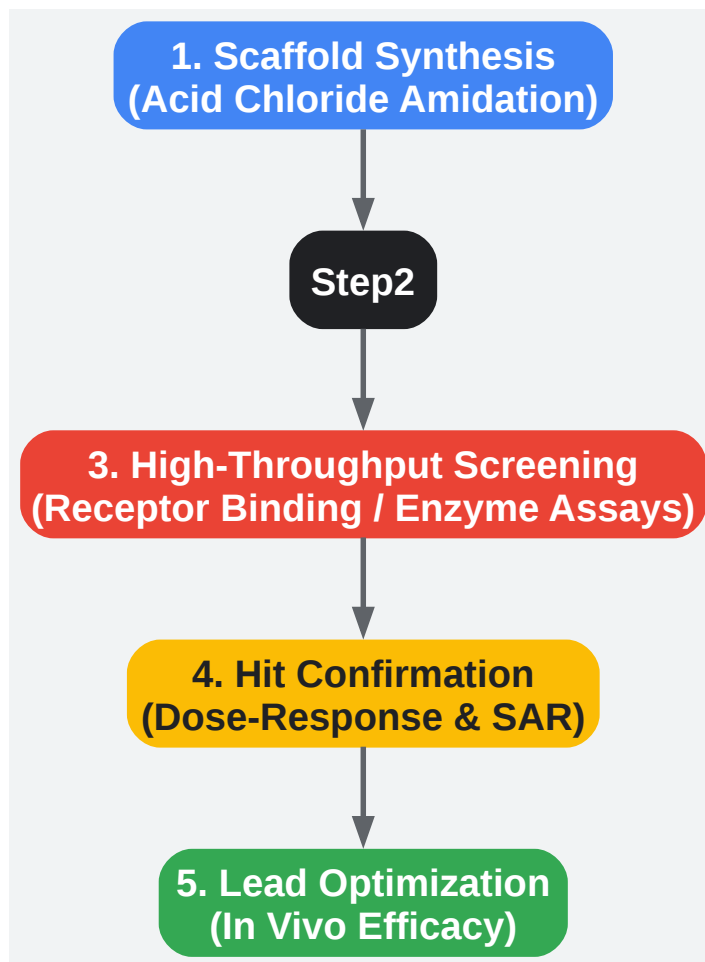 1. Scaffold Synthesis
(Acid Chloride Amidation)
Step2
3. High-Throughput Screening
(Receptor Binding / Enzyme Assays)
4. Hit Confirmation
(Dose-Response & SAR)
5. Lead Optimization
(In Vivo Efficacy)